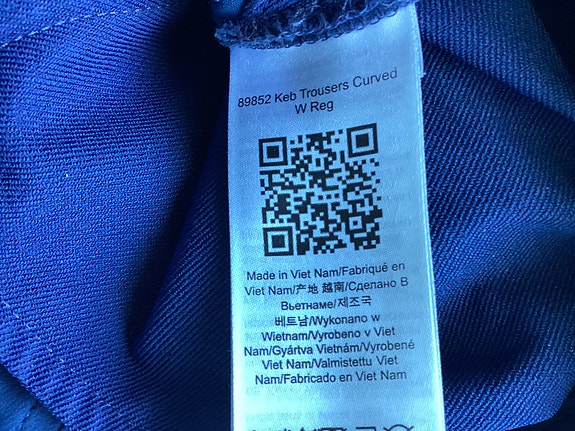 89852 Keb Trousers Curved
W Reg
Made in Viet Nam/Fabriqué en
Viet Nam/产地 越南/Сделано В
Вьетнаме/제조국
베트남/Wykonano w
Wietnam/Vyrobeno v Viet
Nam/Gyártva Vietnám/Vyrobené
Viet Nam/Valmistettu Viet
Nam/Fabricado en Viet Nam